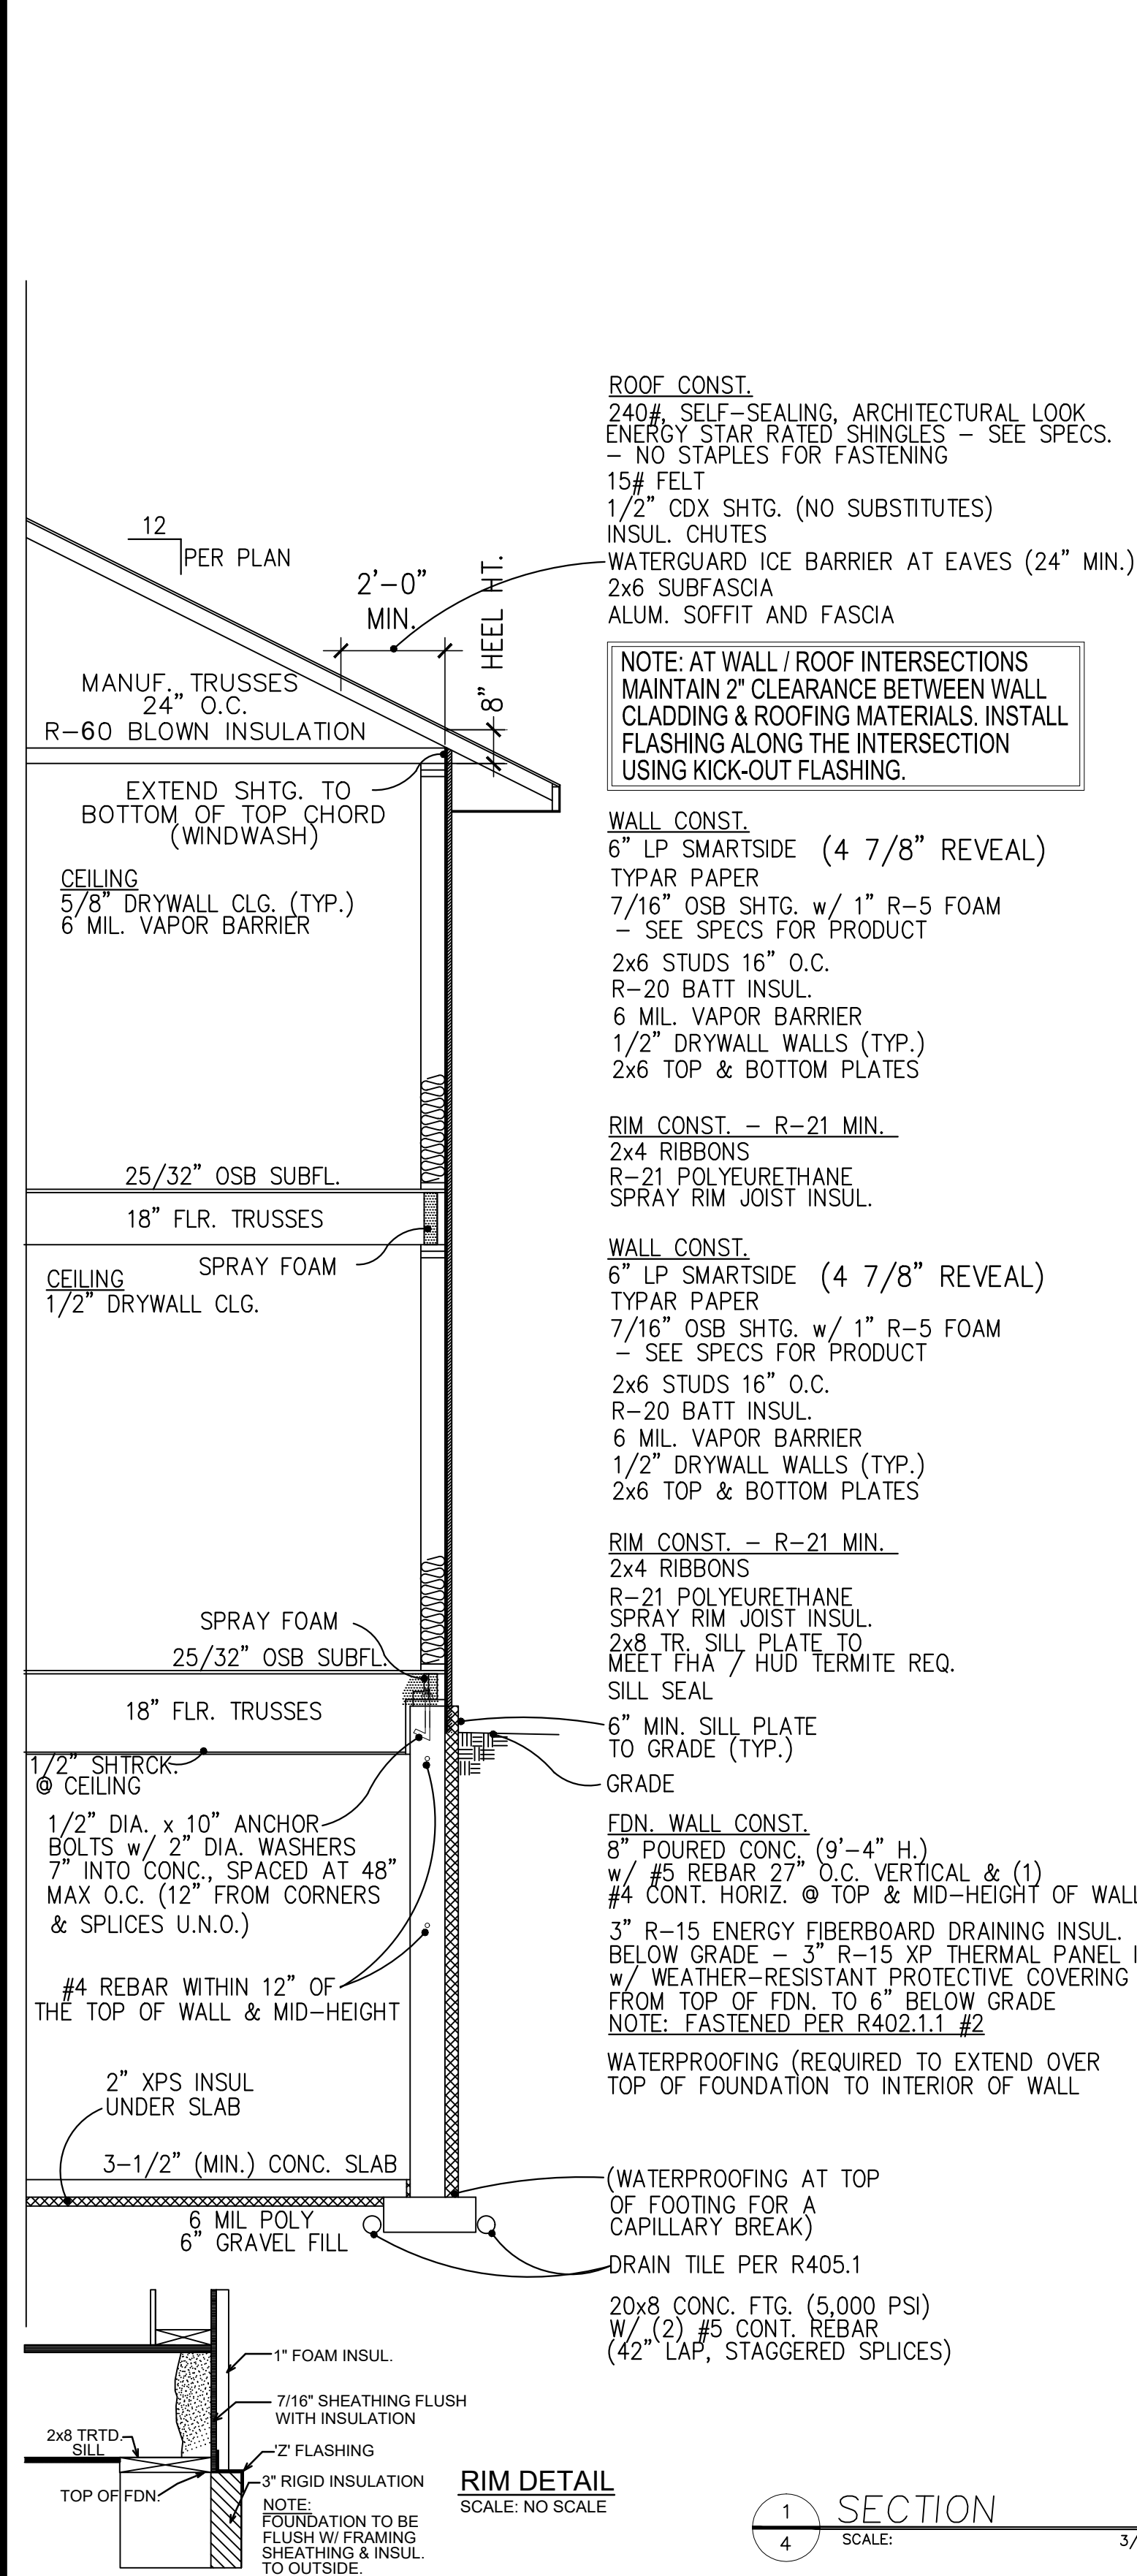 ROOF CONST.
240#, SELF-SEALING, ARCHITECTURAL LOOK
ENERGY STAR RATED SHINGLES – SEE SPECS.
– NO STAPLES FOR FASTENING
15# FELT
1/2" CDX SHTG. (NO SUBSTITUTES)
INSUL. CHUTES
WATERGUARD ICE BARRIER AT EAVES (24" MIN.)
2x6 SUBFASCIA
ALUM. SOFFIT AND FASCIA
12
PER PLAN
2'-0"
MIN.
8" HEEL HT.
MANUF. TRUSSES
24" O.C.
R-60 BLOWN INSULATION
NOTE: AT WALL / ROOF INTERSECTIONS
MAINTAIN 2" CLEARANCE BETWEEN WALL
CLADDING & ROOFING MATERIALS. INSTALL
FLASHING ALONG THE INTERSECTION
USING KICK-OUT FLASHING.
EXTEND SHTG. TO
BOTTOM OF TOP CHORD
(WINDWASH)
CEILING
5/8" DRYWALL CLG. (TYP.)
6 MIL. VAPOR BARRIER
WALL CONST.
6" LP SMARTSIDE (4 7/8" REVEAL)
TYPAR PAPER
7/16" OSB SHTG. w/ 1" R-5 FOAM
– SEE SPECS FOR PRODUCT
2x6 STUDS 16" O.C.
R-20 BATT INSUL.
6 MIL. VAPOR BARRIER
1/2" DRYWALL WALLS (TYP.)
2x6 TOP & BOTTOM PLATES
25/32" OSB SUBFL.
18" FLR. TRUSSES
SPRAY FOAM
CEILING
1/2" DRYWALL CLG.
RIM CONST. – R-21 MIN.
2x4 RIBBONS
R-21 POLYEURETHANE
SPRAY RIM JOIST INSUL.
WALL CONST.
6" LP SMARTSIDE (4 7/8" REVEAL)
TYPAR PAPER
7/16" OSB SHTG. w/ 1" R-5 FOAM
– SEE SPECS FOR PRODUCT
2x6 STUDS 16" O.C.
R-20 BATT INSUL.
6 MIL. VAPOR BARRIER
1/2" DRYWALL WALLS (TYP.)
2x6 TOP & BOTTOM PLATES
RIM CONST. – R-21 MIN.
2x4 RIBBONS
R-21 POLYEURETHANE
SPRAY RIM JOIST INSUL.
2x8 TR. SILL PLATE TO
MEET FHA / HUD TERMITE REQ.
SILL SEAL
6" MIN. SILL PLATE
TO GRADE (TYP.)
GRADE
SPRAY FOAM
25/32" OSB SUBFL.
18" FLR. TRUSSES
1/2" SHTRCK.
@ CEILING
1/2" DIA. x 10" ANCHOR
BOLTS w/ 2" DIA. WASHERS
7" INTO CONC., SPACED AT 48"
MAX O.C. (12" FROM CORNERS
& SPLICES U.N.O.)
#4 REBAR WITHIN 12" OF
THE TOP OF WALL & MID-HEIGHT
FDN. WALL CONST.
8" POURED CONC. (9'-4" H.)
w/ #5 REBAR 27" O.C. VERTICAL & (1)
#4 CONT. HORIZ. @ TOP & MID-HEIGHT OF WAL
3" R-15 ENERGY FIBERBOARD DRAINING INSUL.
BELOW GRADE – 3" R-15 XP THERMAL PANEL
w/ WEATHER-RESISTANT PROTECTIVE COVERING
FROM TOP OF FDN. TO 6" BELOW GRADE
NOTE: FASTENED PER R402.1.1 #2
WATERPROOFING (REQUIRED TO EXTEND OVER
TOP OF FOUNDATION TO INTERIOR OF WALL
2" XPS INSUL
UNDER SLAB
3-1/2" (MIN.) CONC. SLAB
6 MIL POLY
6" GRAVEL FILL
(WATERPROOFING AT TOP
OF FOOTING FOR A
CAPILLARY BREAK)
DRAIN TILE PER R405.1
20x8 CONC. FTG. (5,000 PSI)
W/ (2) #5 CONT. REBAR
(42" LAP, STAGGERED SPLICES)
1" FOAM INSUL.
7/16" SHEATHING FLUSH
WITH INSULATION
2x8 TRTD.
SILL
'Z' FLASHING
TOP OF FDN.
3" RIGID INSULATION
NOTE:
FOUNDATION TO BE
FLUSH W/ FRAMING
SHEATHING & INSUL.
TO OUTSIDE.
RIM DETAIL
SCALE: NO SCALE
1
4
SECTION
SCALE:
3/